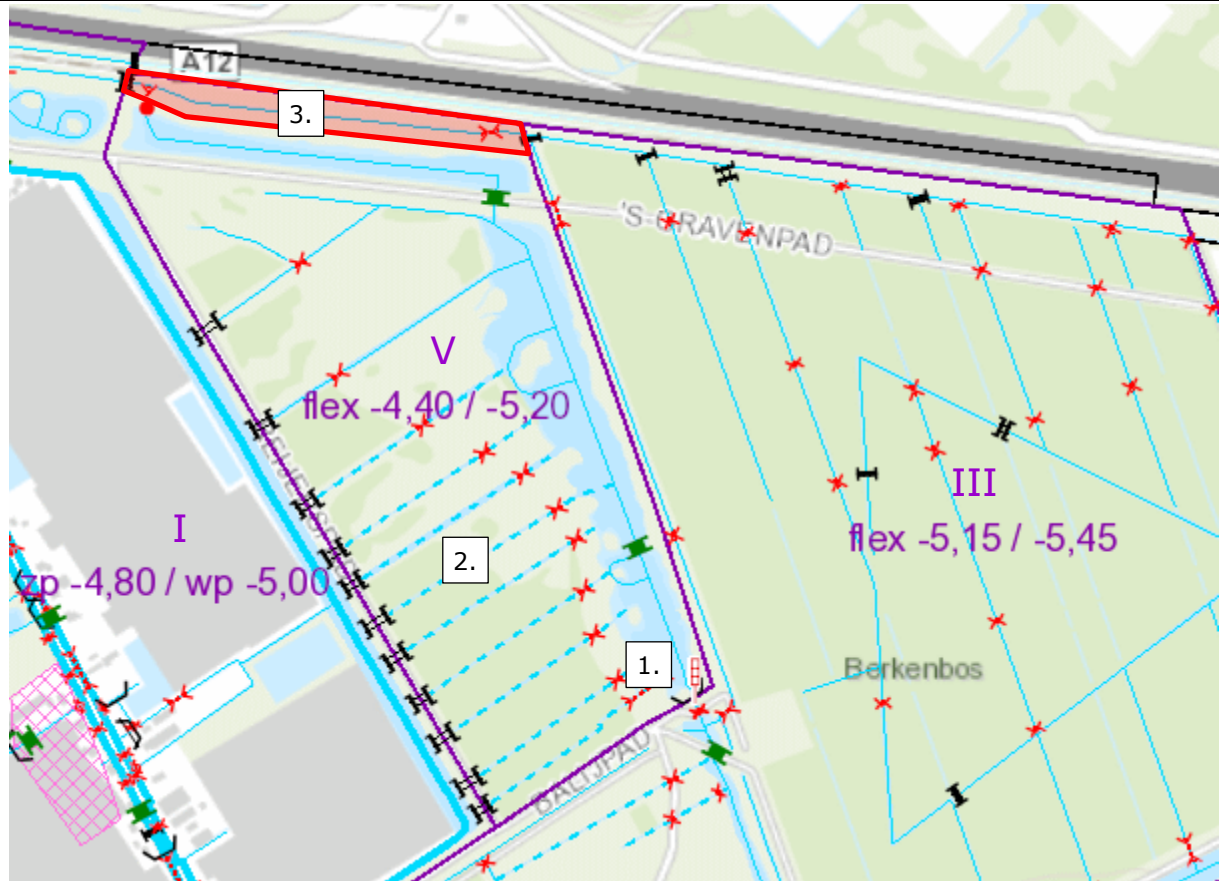 A12
3.
'S-GRAVENPAD
V
flex -4,40 / -5,20
III
flex -5,15 / -5,45
I
zp -4,80 / wp -5,00
2.
1.
Berkenbos
BALIJPAD